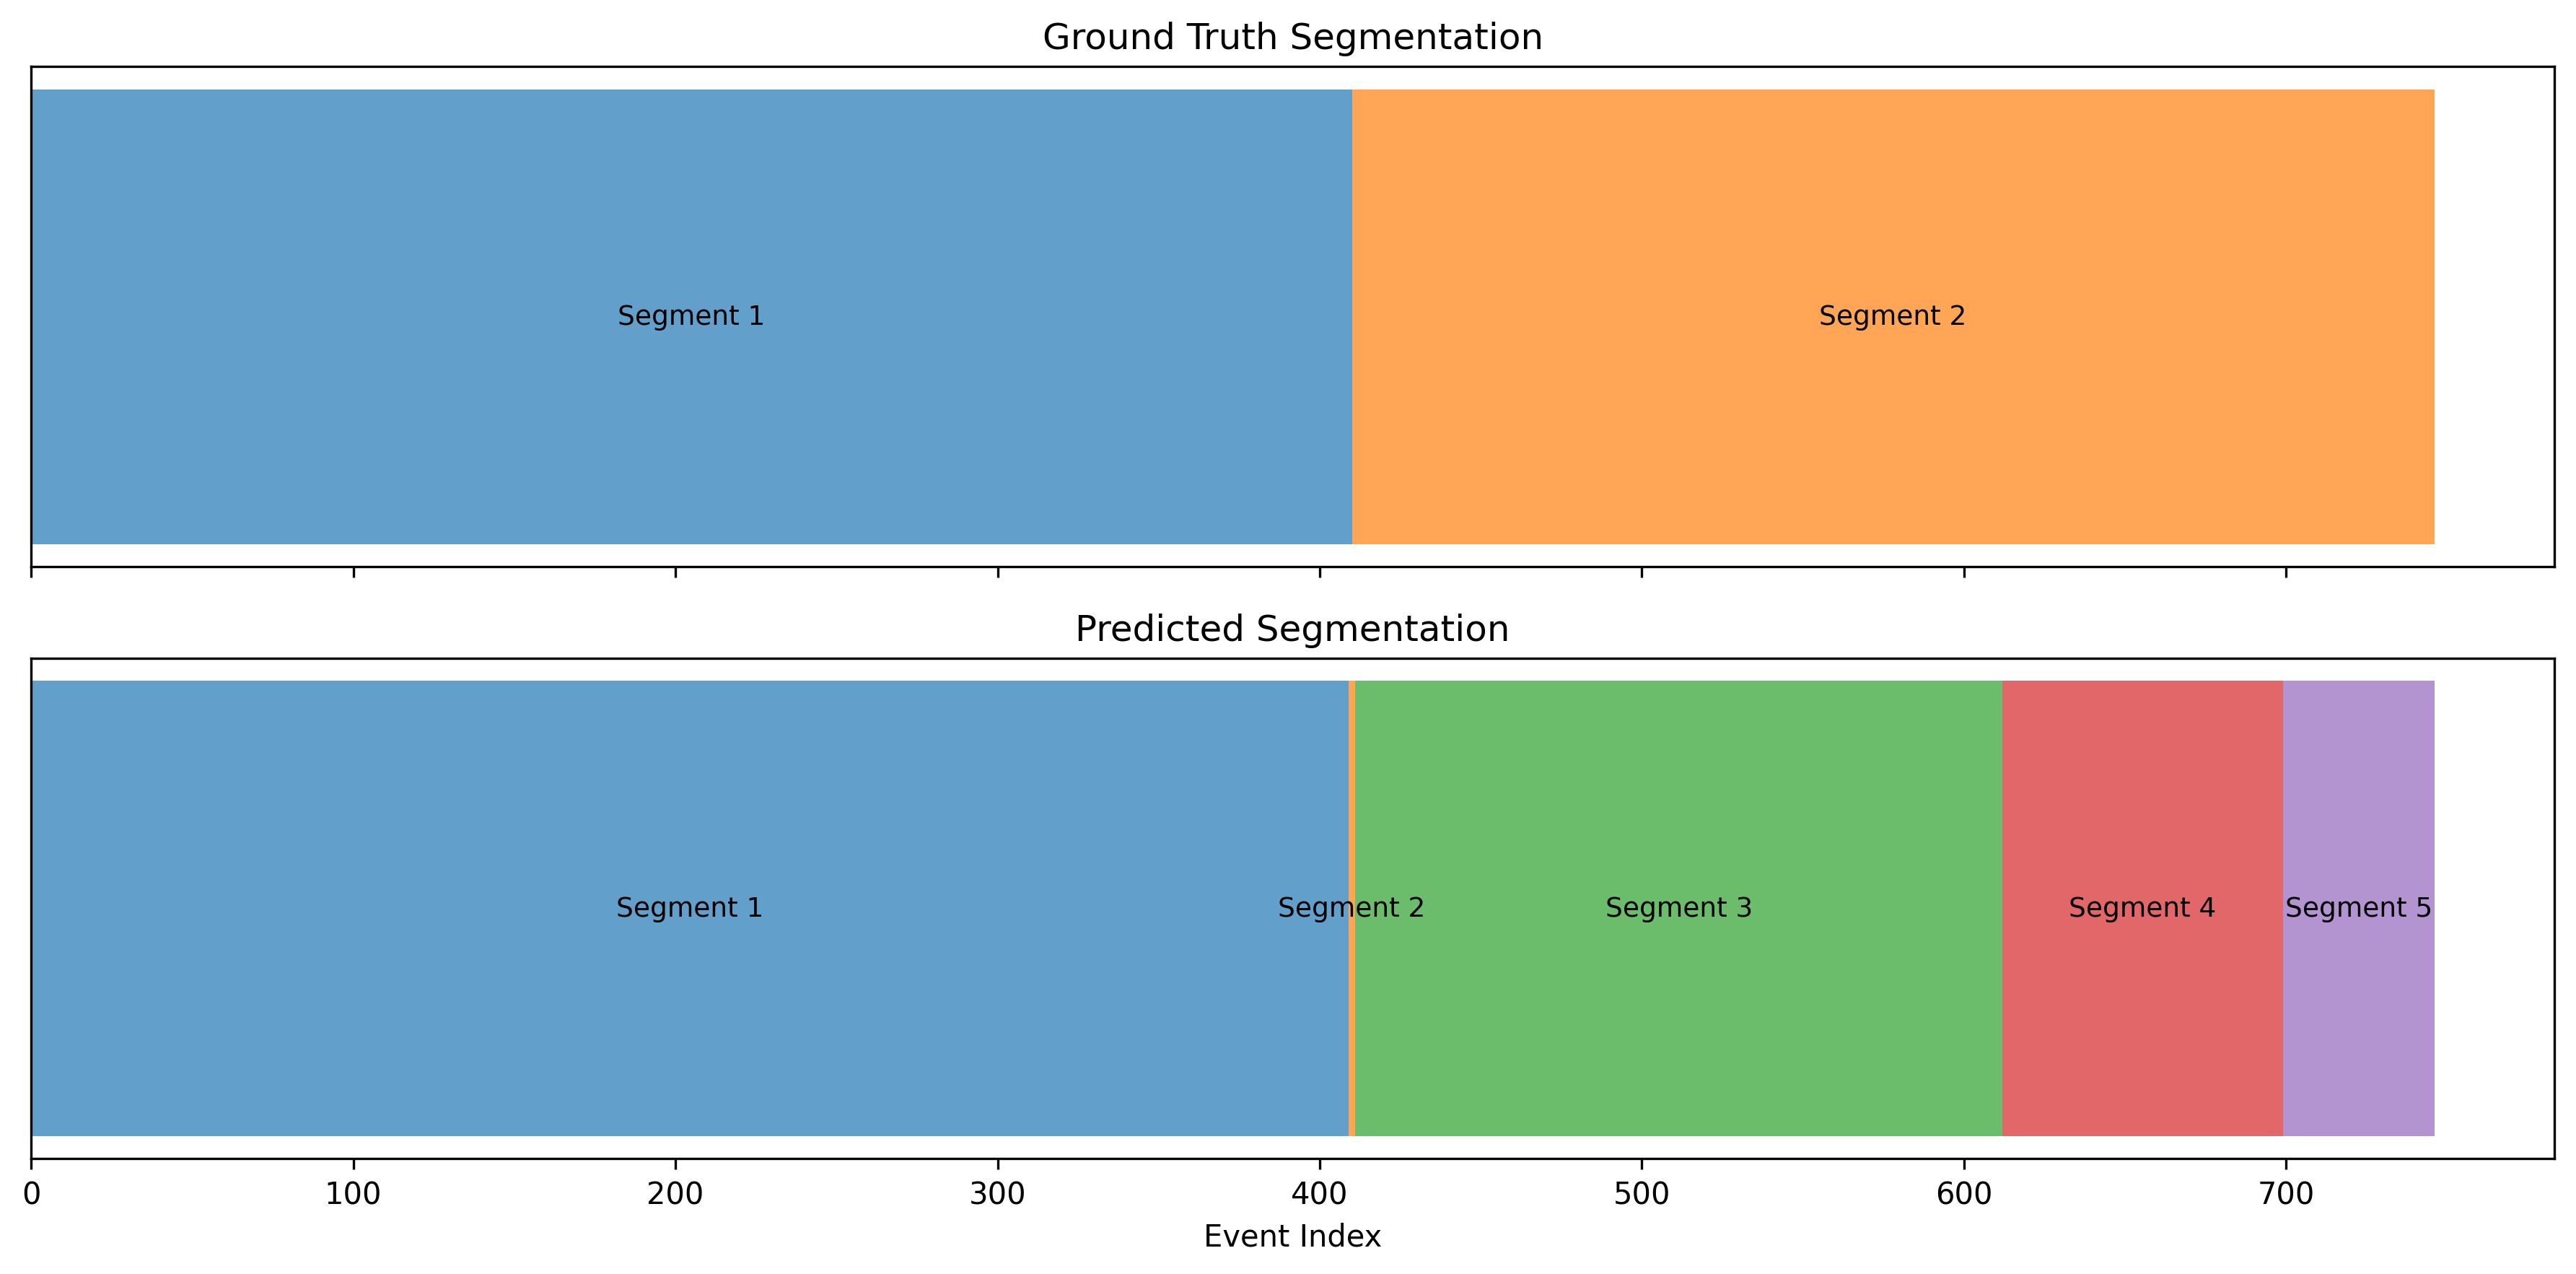 Ground Truth Segmentation
Segment 1
Segment 2
Predicted Segmentation
Segment 1
Segment 2
Segment 3
Segment 4
Segment 5
0
100
200
300
400
500
600
700
Event Index